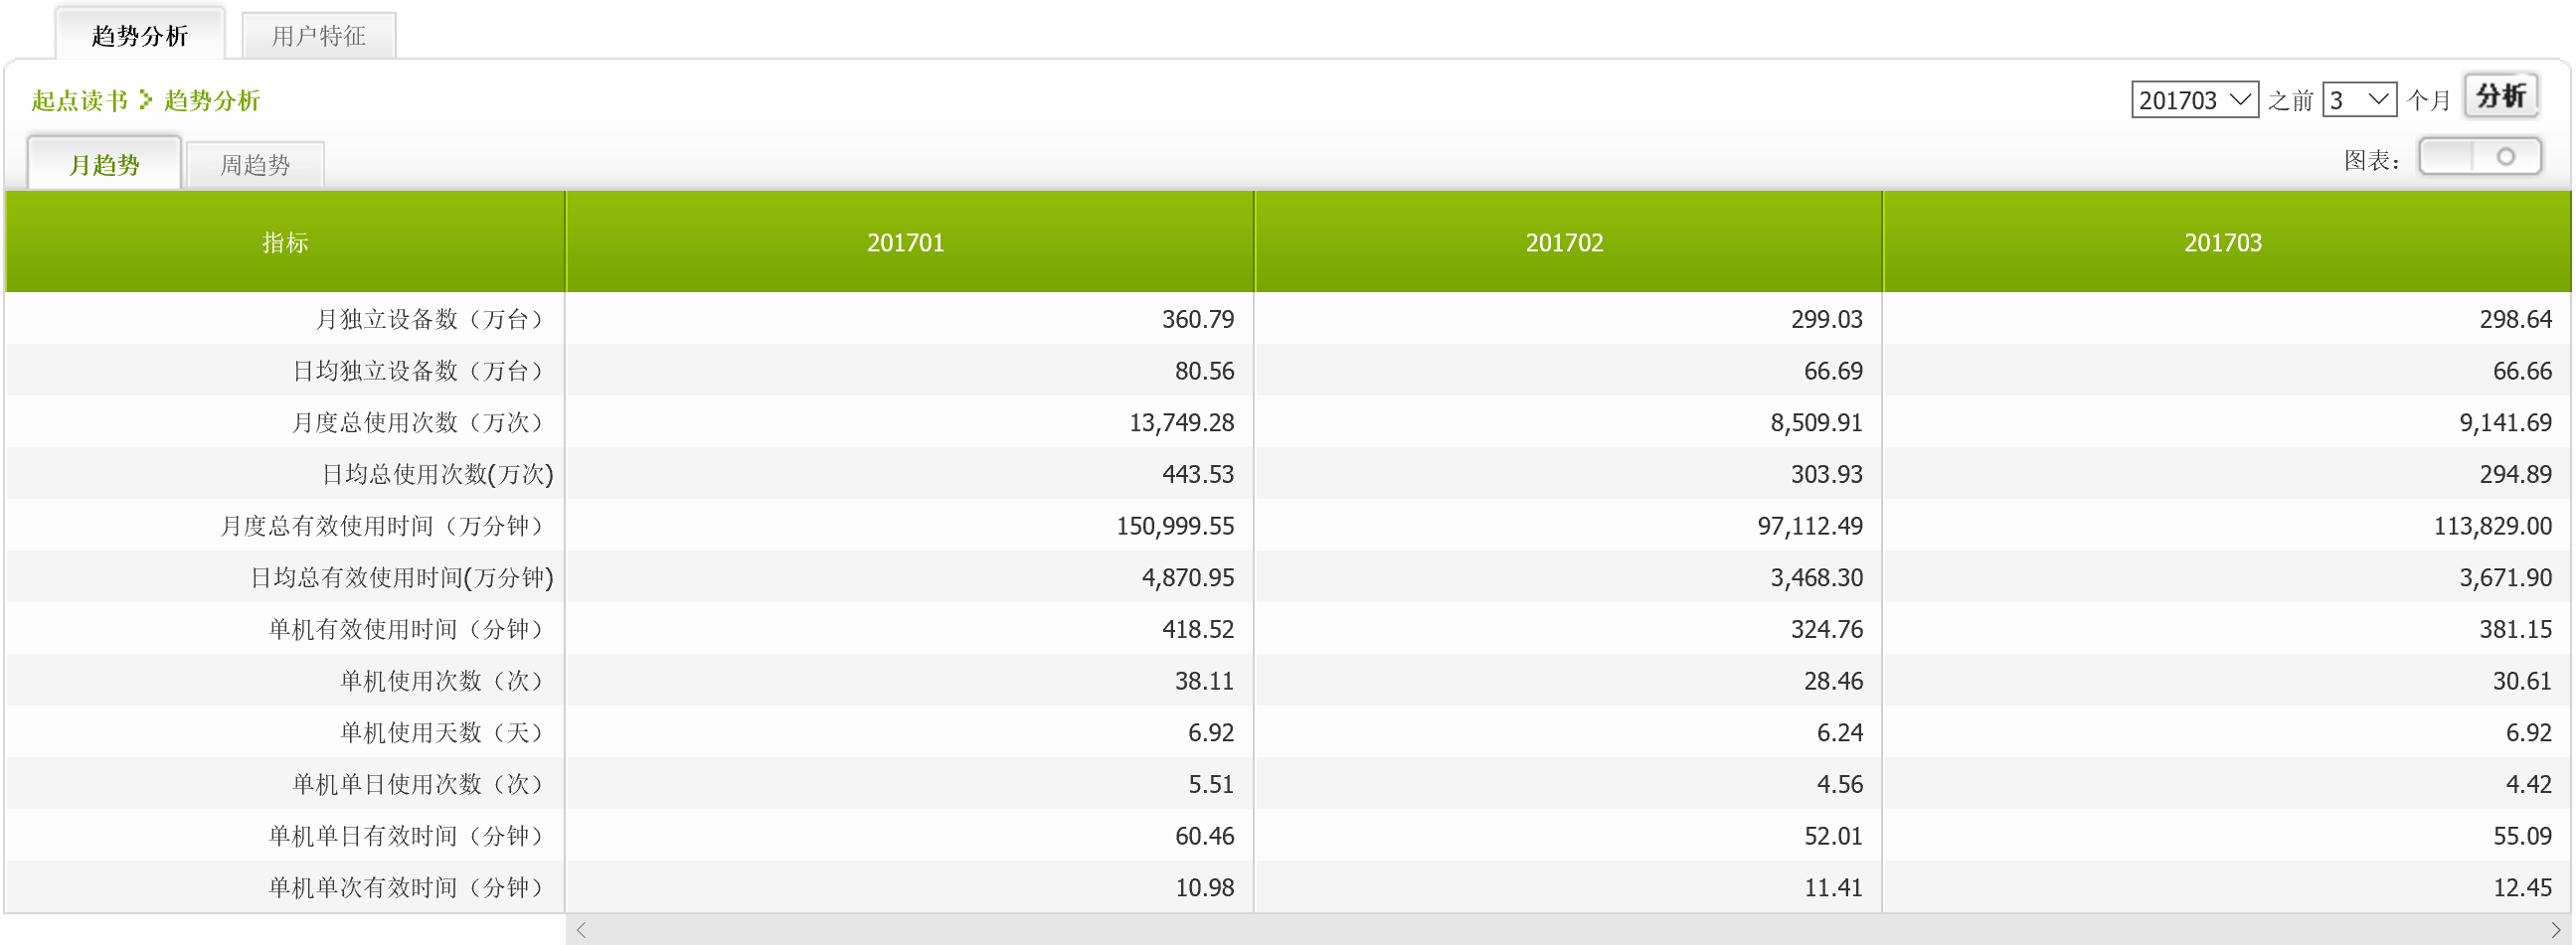 趋势分析 用户特征
起点读书 > 趋势分析 201703 之前 3 个月 分析
月趋势 周趋势 图表：
指标 201701 201702 201703
月独立设备数（万台） 360.79 299.03 298.64
日均独立设备数（万台） 80.56 66.69 66.66
月度总使用次数（万次） 13,749.28 8,509.91 9,141.69
日均总使用次数(万次) 443.53 303.93 294.89
月度总有效使用时间（万分钟） 150,999.55 97,112.49 113,829.00
日均总有效使用时间(万分钟) 4,870.95 3,468.30 3,671.90
单机有效使用时间（分钟） 418.52 324.76 381.15
单机使用次数（次） 38.11 28.46 30.61
单机使用天数（天） 6.92 6.24 6.92
单机单日使用次数（次） 5.51 4.56 4.42
单机单日有效时间（分钟） 60.46 52.01 55.09
单机单次有效时间（分钟） 10.98 11.41 12.45